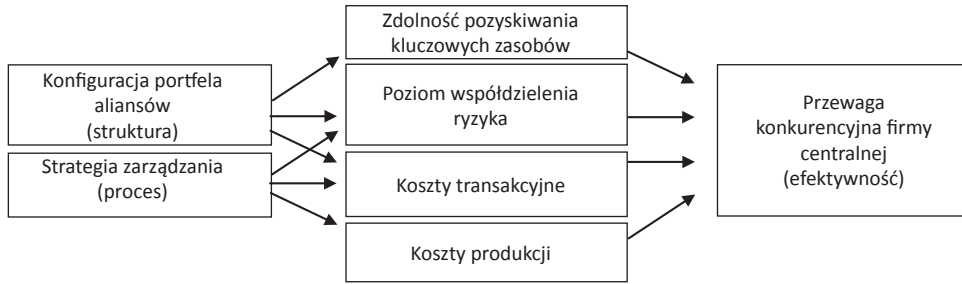 Konfiguracja portfela
aliansów
(struktura)
Strategia zarządzania
(proces)
Zdolność pozyskiwania
kluczowych zasobów
Poziom współdzielenia
ryzyka
Koszty transakcyjne
Koszty produkcji
Przewaga
konkurencyjna firmy
centralnej
(efektywność)